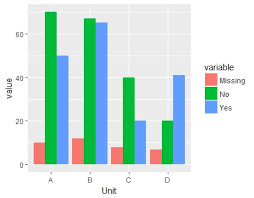 value
60
40
20
0
A B C D
Unit
variable
Missing
No
Yes